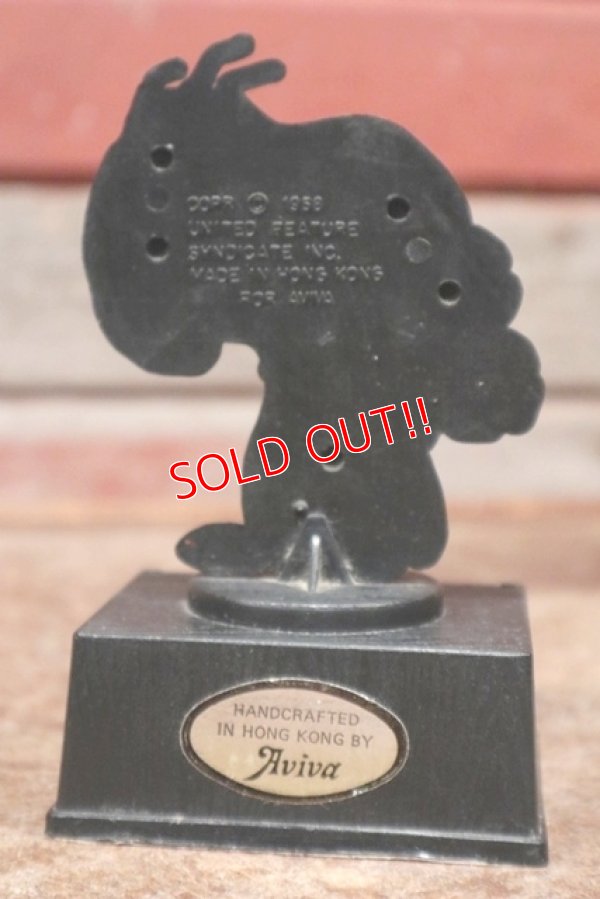 COPR © 1958
UNITED FEATURE
SYNDICATE INC.
MADE IN HONG KONG
FOR AVIVA
SOLD OUT!!
HANDCRAFTED
IN HONG KONG BY
Aviva